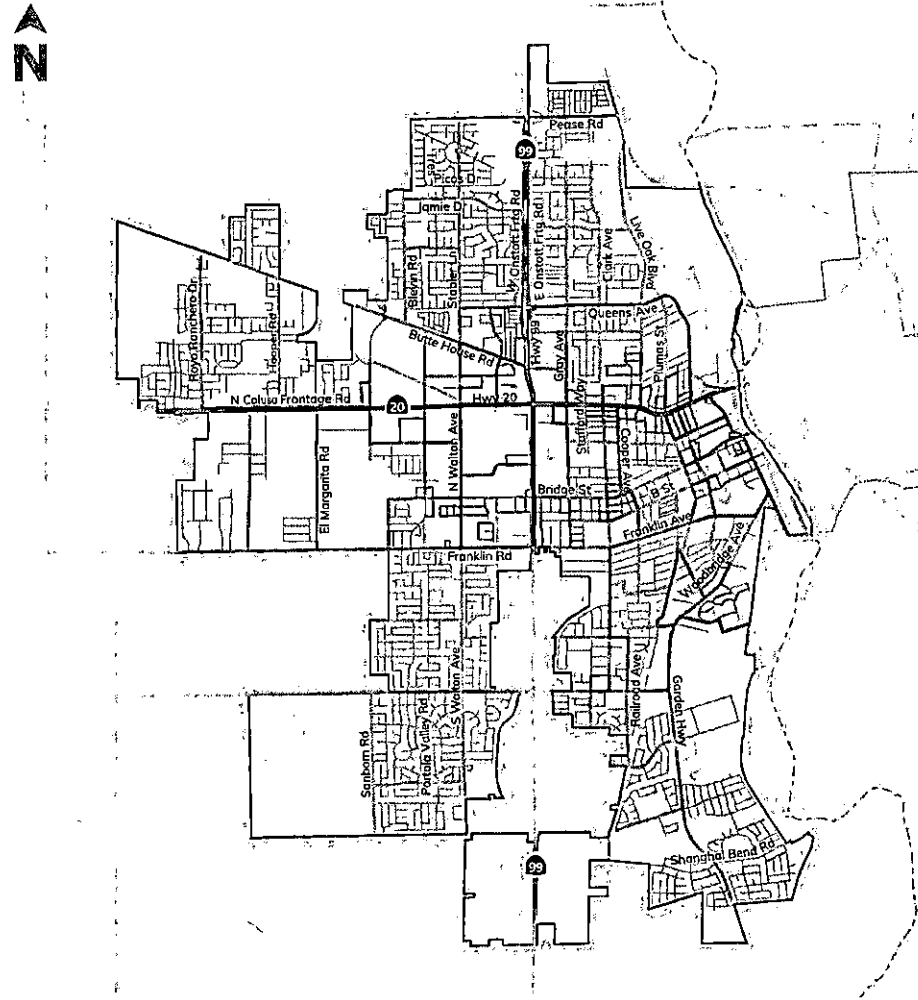 N
Pease Rd
99
Tres
Picos D
Jamie D
W Onstott Frtg Rd
E Onstott Frtg Rd
Clark Ave
Live Oak Blvd
Blevin Rd
Stabler Ln
Royo Ranchero Dr
Hooper Rd
Queens Ave
Butte House Rd
Hwy 99
Gray Ave
Plumas St
N Colusa Frontage Rd
20
Hwy 20
Stafford Way
N Walton Ave
Cooper Ave
El Margarita Rd
Bridge St
B St
Franklin Ave
Franklin Rd
Woodbridge Ave
S Walton Ave
Railroad Ave
Garden Hwy
Portola Valley Rd
Sanborn Rd
Shanghai Bend Rd
99